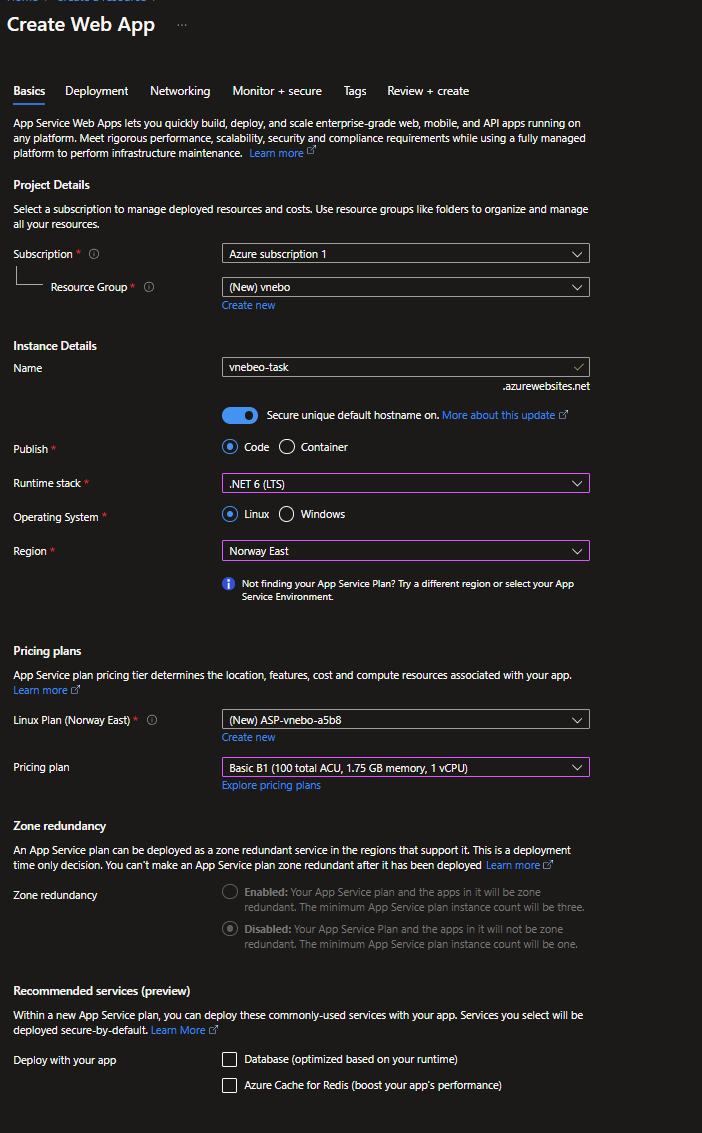 Create Web App ...
Basics Deployment Networking Monitor + secure Tags Review + create
App Service Web Apps lets you quickly build, deploy, and scale enterprise-grade web, mobile, and API apps running on
any platform. Meet rigorous performance, scalability, security and compliance requirements while using a fully managed
platform to perform infrastructure maintenance. Learn more
Project Details
Select a subscription to manage deployed resources and costs. Use resource groups like folders to organize and manage
all your resources.
Subscription * Azure subscription 1
Resource Group * (New) vnebo
Create new
Instance Details
Name vnebeo-task
.azurewebsites.net
Secure unique default hostname on. More about this update
Publish * Code Container
Runtime stack * .NET 6 (LTS)
Operating System * Linux Windows
Region * Norway East
Not finding your App Service Plan? Try a different region or select your App
Service Environment.
Pricing plans
App Service plan pricing tier determines the location, features, cost and compute resources associated with your app.
Learn more
Linux Plan (Norway East) * (New) ASP-vnebo-a5b8
Create new
Pricing plan Basic B1 (100 total ACU, 1.75 GB memory, 1 vCPU)
Explore pricing plans
Zone redundancy
An App Service plan can be deployed as a zone redundant service in the regions that support it. This is a deployment
time only decision. You can't make an App Service plan zone redundant after it has been deployed Learn more
Zone redundancy Enabled: Your App Service plan and the apps in it will be zone
redundant. The minimum App Service plan instance count will be three.
Disabled: Your App Service Plan and the apps in it will not be zone
redundant. The minimum App Service plan instance count will be one.
Recommended services (preview)
Within a new App Service plan, you can deploy these commonly-used services with your app. Services you select will be
deployed secure-by-default. Learn More
Deploy with your app Database (optimized based on your runtime)
Azure Cache for Redis (boost your app's performance)